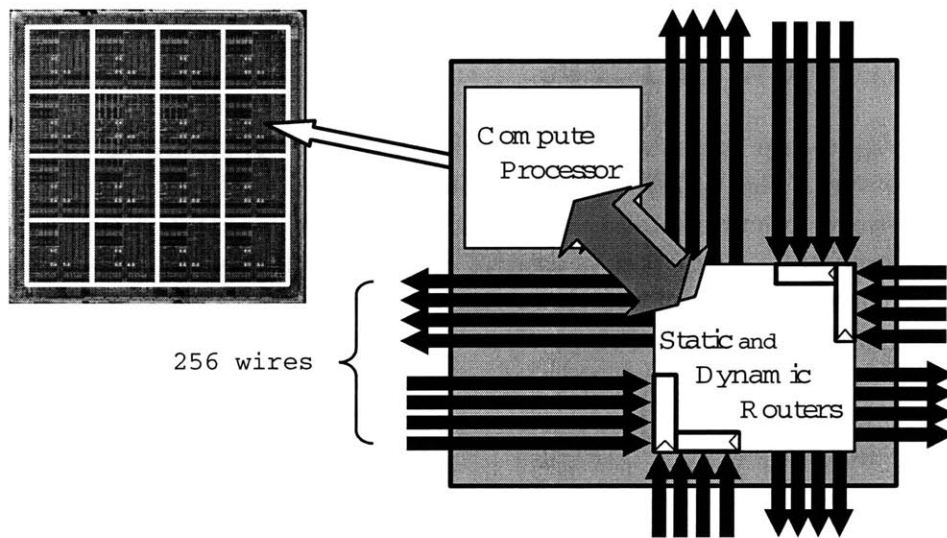 Compute
Processor
256 wires
Static and
Dynamic
Routers